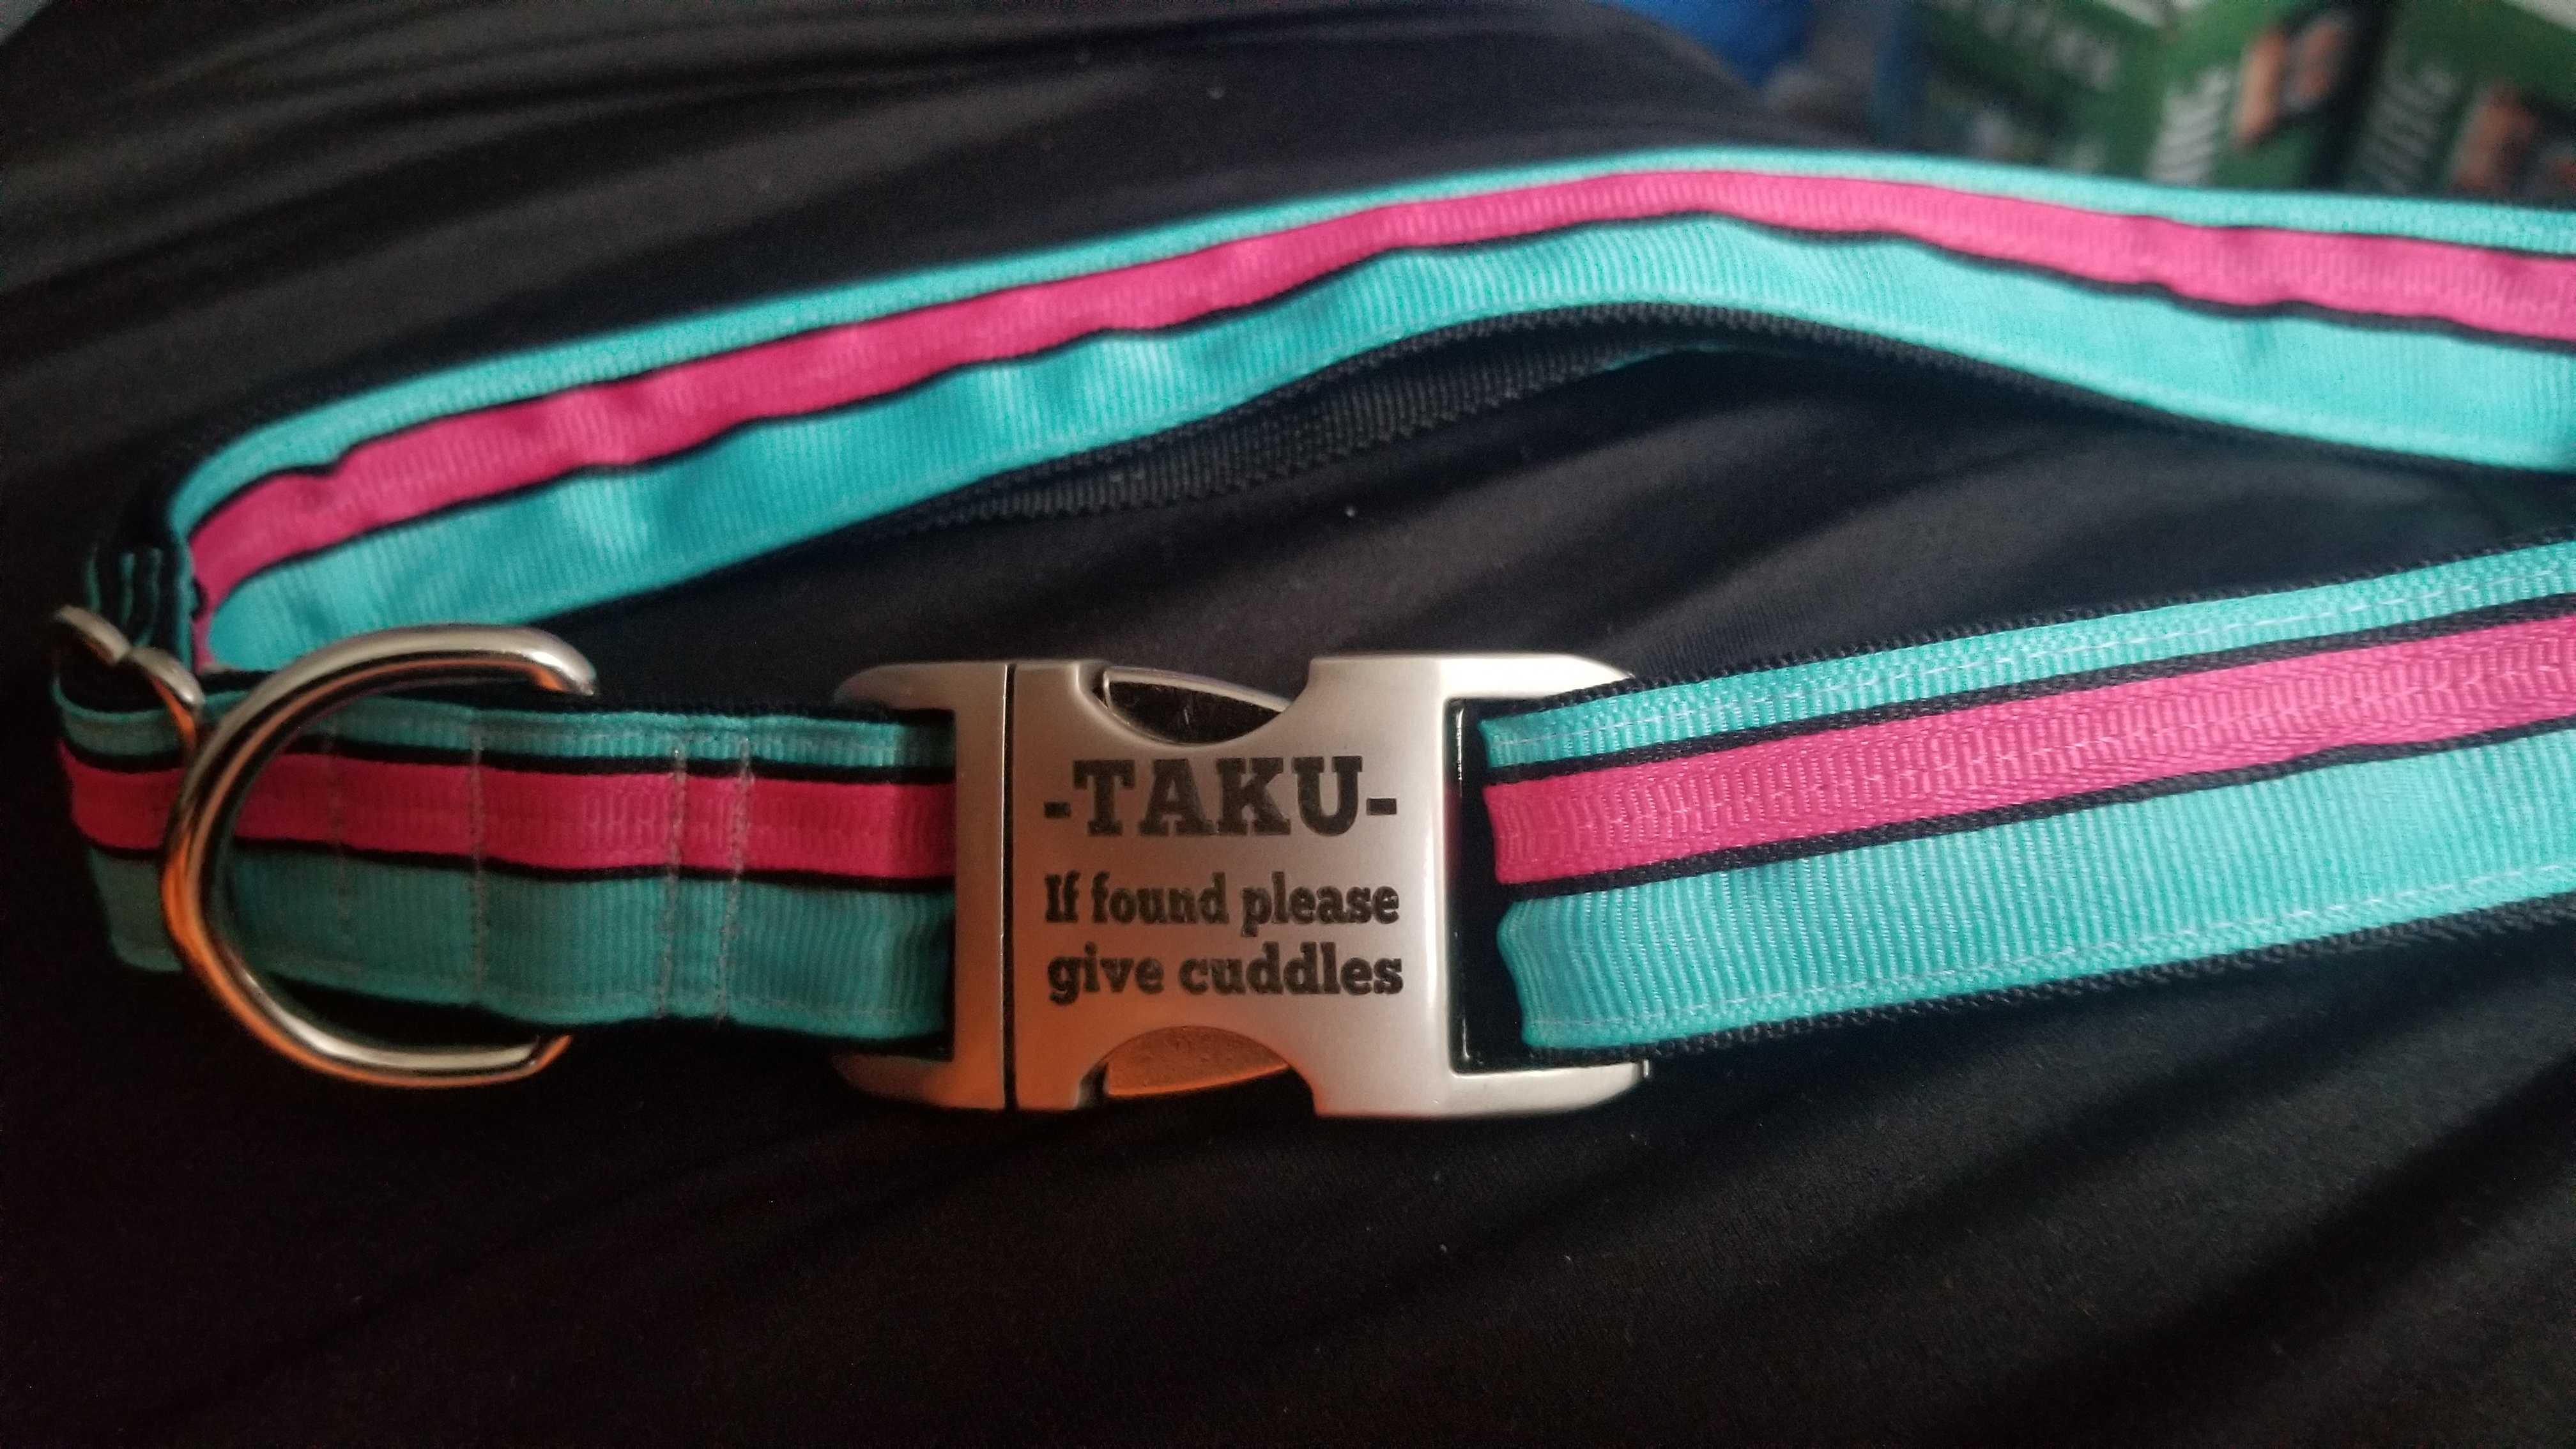 -TAKU-
If found please
give cuddles